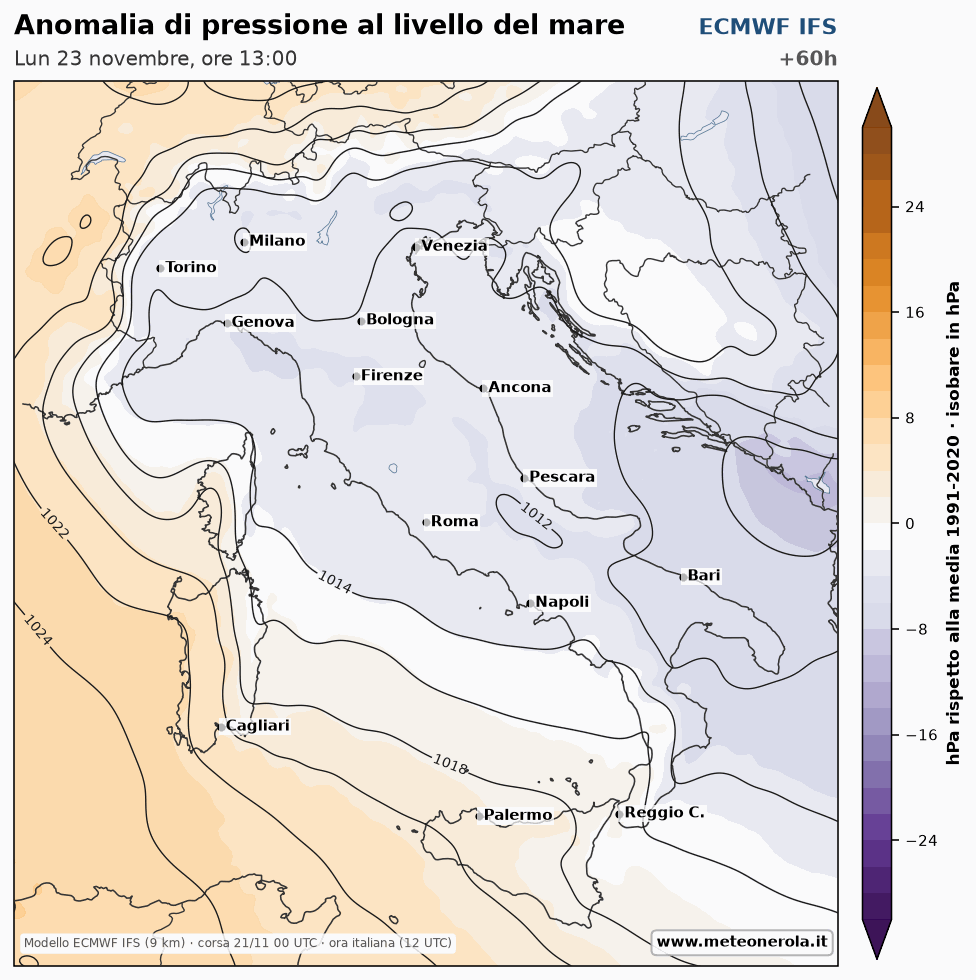 Anomalia di pressione al livello del mare
ECMWF IFS
Lun 23 novembre, ore 13:00
+60h
Milano
Venezia
Torino
Genova
Bologna
Firenze
Ancona
Pescara
1022
1012
Roma
1014
Bari
Napoli
1024
Cagliari
1018
Palermo
Reggio C.
24
16
8
0
−8
−16
−24
hPa rispetto alla media 1991-2020 · isobare in hPa
Modello ECMWF IFS (9 km) · corsa 21/11 00 UTC · ora italiana (12 UTC)
www.meteonerola.it